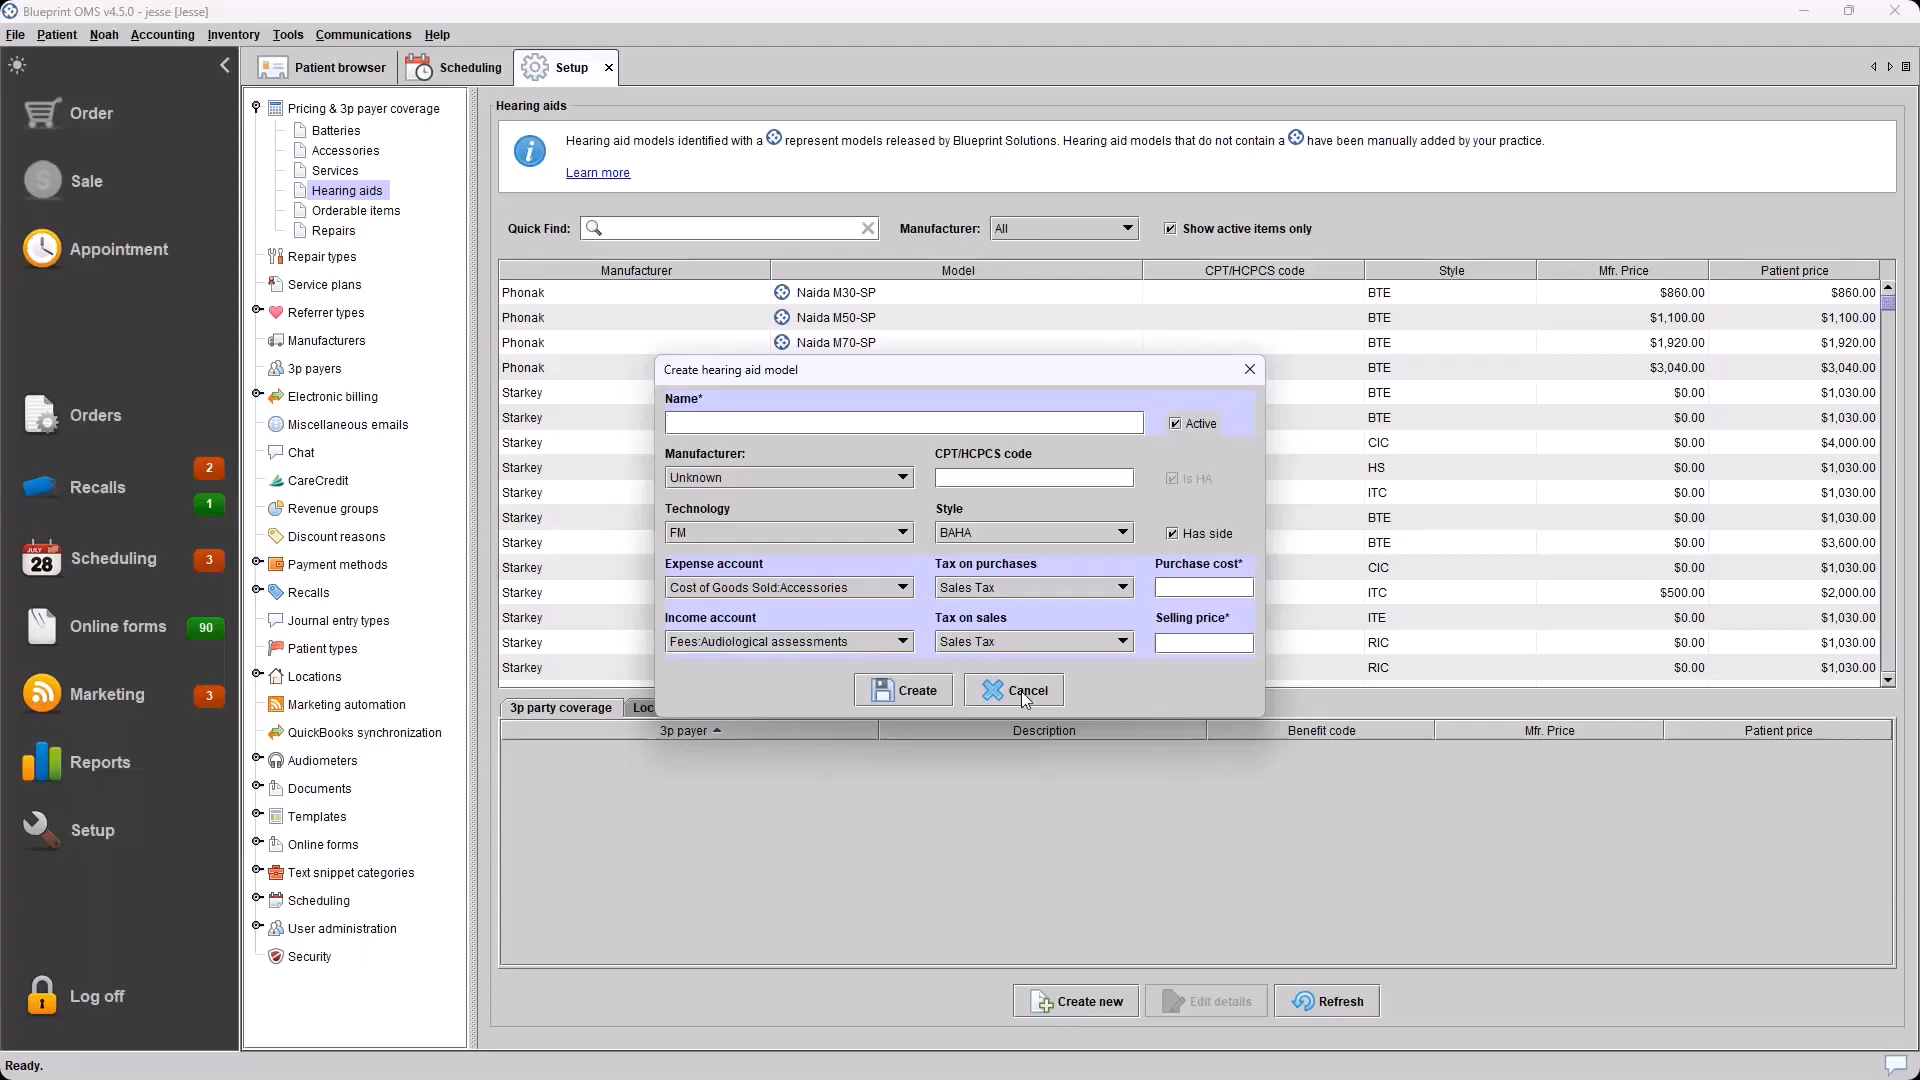 Blueprint OMS v4.5.0 - jesse [Jesse]
File Patient Noah Accounting Inventory Tools Communications Help
Patient browser
Scheduling
Setup
Order
Sale
Appointment
Orders
Recalls
2
1
Scheduling
3
JULY
28
Online forms
90
Marketing
3
Reports
Setup
Log off
Pricing & 3p payer coverage
Batteries
Accessories
Services
Hearing aids
Orderable items
Repairs
Repair types
Service plans
Referrer types
Manufacturers
3p payers
Electronic billing
Miscellaneous emails
Chat
CareCredit
Revenue groups
Discount reasons
Payment methods
Recalls
Journal entry types
Patient types
Locations
Marketing automation
QuickBooks synchronization
Audiometers
Documents
Templates
Online forms
Text snippet categories
Scheduling
User administration
Security
Hearing aids
Hearing aid models identified with a represent models released by Blueprint Solutions. Hearing aid models that do not contain a have been manually added by your practice.
Learn more
Quick Find:
Manufacturer: All
Show active items only
Manufacturer Model CPT/HCPCS code Style Mfr. Price Patient price
Phonak Naida M30-SP BTE $860.00 $860.00
Phonak Naida M50-SP BTE $1,100.00 $1,100.00
Phonak Naida M70-SP BTE $1,920.00 $1,920.00
Phonak BTE $3,040.00 $3,040.00
Starkey BTE $0.00 $1,030.00
Starkey BTE $0.00 $1,030.00
Starkey CIC $0.00 $4,000.00
Starkey HS $0.00 $1,030.00
Starkey ITC $0.00 $1,030.00
Starkey BTE $0.00 $1,030.00
Starkey BTE $0.00 $3,600.00
Starkey CIC $0.00 $1,030.00
Starkey ITC $500.00 $2,000.00
Starkey ITE $0.00 $1,030.00
Starkey RIC $0.00 $1,030.00
Starkey RIC $0.00 $1,030.00
Create hearing aid model
Name*
Active
Manufacturer: CPT/HCPCS code
Unknown
Is HA
Technology Style
FM BAHA
Has side
Expense account Tax on purchases Purchase cost*
Cost of Goods Sold:Accessories Sales Tax
Income account Tax on sales Selling price*
Fees:Audiological assessments Sales Tax
Create Cancel
3p party coverage Loc
3p payer Description Benefit code Mfr. Price Patient price
Create new Edit details Refresh
Ready.